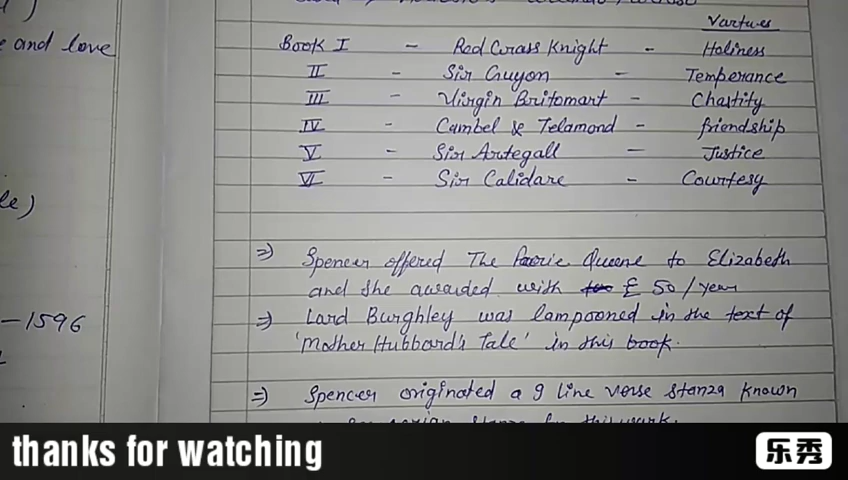 Vartues
e and love
Book I - Red Cross Knight - Holiness
II - Sir Guyon - Temperance
III - Virgin Britomart - Chastity
IV - Cambel & Telamond - friendship
V - Sir Artegall - Justice
VI - Sir Calidare - Courtesy
le)
⇒) Spencer offered The Faerie Queene to Elizabeth
and she awarded with £ 50/year
-1596
⇒) Lard Burghley was lampooned in the text of
'Mother Hubbard's Tale' in this book.
⇒) Spencer originated a 9 line verse stanza known
this work.
thanks for watching
乐秀